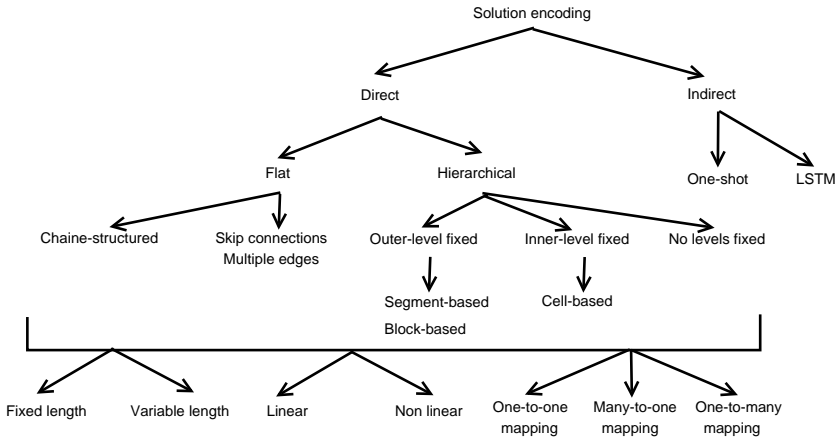 Solution encoding
Direct
Indirect
Flat
Hierarchical
One-shot
LSTM
Chaine-structured
Skip connections
Multiple edges
Outer-level fixed
Inner-level fixed
No levels fixed
Segment-based
Cell-based
Block-based
Fixed length
Variable length
Linear
Non linear
One-to-one
mapping
Many-to-one
mapping
One-to-many
mapping